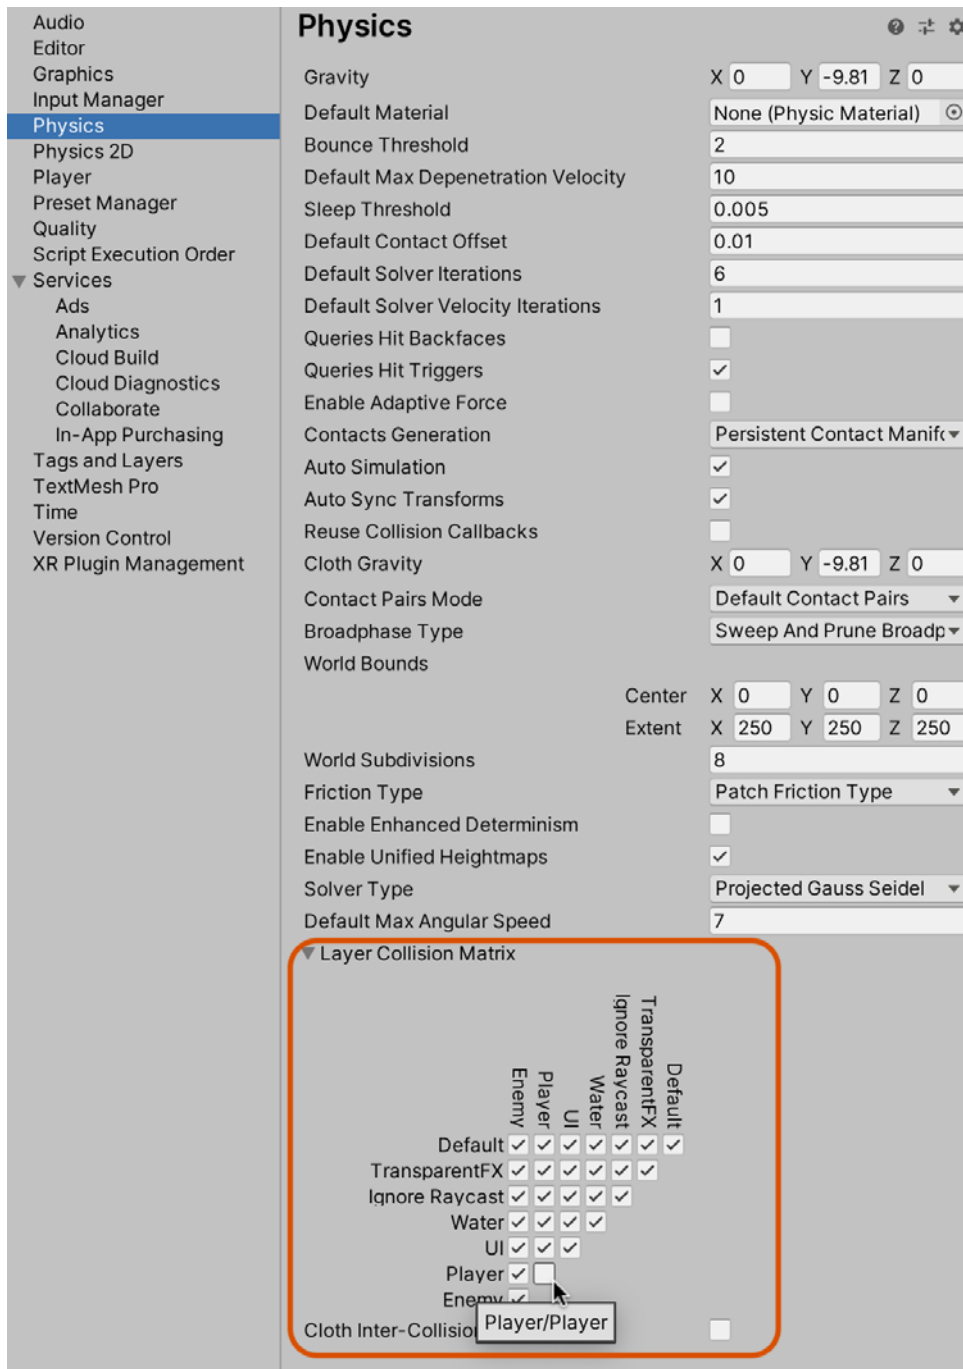 Audio
Editor
Graphics
Input Manager
Physics
Physics 2D
Player
Preset Manager
Quality
Script Execution Order
Services
Ads
Analytics
Cloud Build
Cloud Diagnostics
Collaborate
In-App Purchasing
Tags and Layers
TextMesh Pro
Time
Version Control
XR Plugin Management
Physics
Gravity X 0 Y -9.81 Z 0
Default Material None (Physic Material)
Bounce Threshold 2
Default Max Depenetration Velocity 10
Sleep Threshold 0.005
Default Contact Offset 0.01
Default Solver Iterations 6
Default Solver Velocity Iterations 1
Queries Hit Backfaces
Queries Hit Triggers
Enable Adaptive Force
Contacts Generation Persistent Contact Manifc
Auto Simulation
Auto Sync Transforms
Reuse Collision Callbacks
Cloth Gravity X 0 Y -9.81 Z 0
Contact Pairs Mode Default Contact Pairs
Broadphase Type Sweep And Prune Broadp
World Bounds
Center X 0 Y 0 Z 0
Extent X 250 Y 250 Z 250
World Subdivisions 8
Friction Type Patch Friction Type
Enable Enhanced Determinism
Enable Unified Heightmaps
Solver Type Projected Gauss Seidel
Default Max Angular Speed 7
Layer Collision Matrix
Enemy
Player
UI
Water
Ignore Raycast
TransparentFX
Default
Default
TransparentFX
Ignore Raycast
Water
UI
Player
Enemy
Player/Player
Cloth Inter-Collision